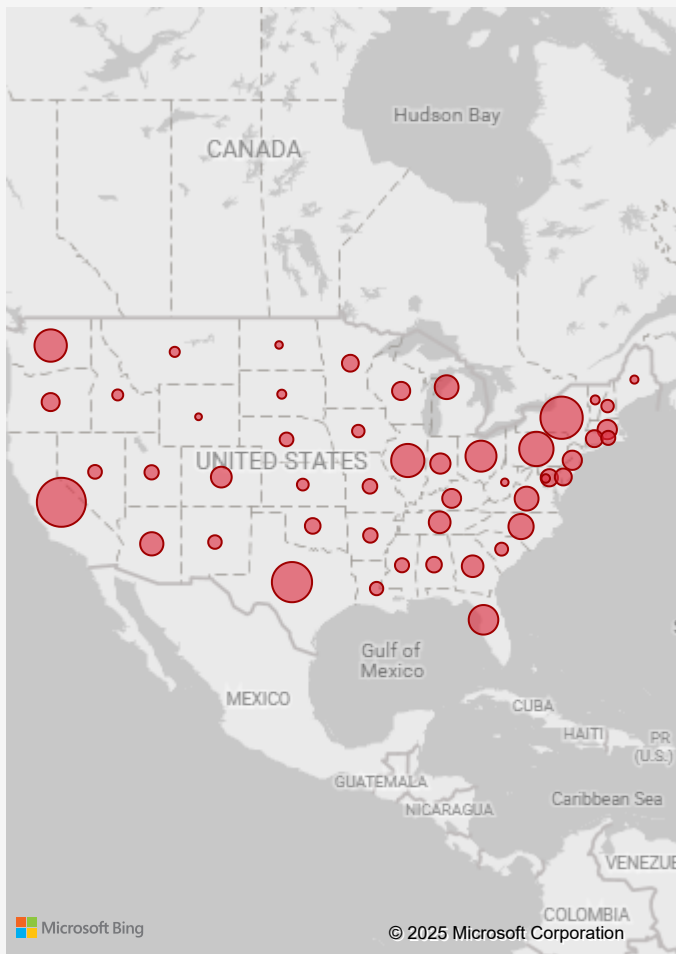 Hudson Bay
CANADA
UNITED STATES
Gulf of
Mexico
MEXICO
CUBA
HAITI
PR
(U.S.)
GUATEMALA
Caribbean Sea
NICARAGUA
VENEZUE
COLOMBIA
Microsoft Bing
© 2025 Microsoft Corporation